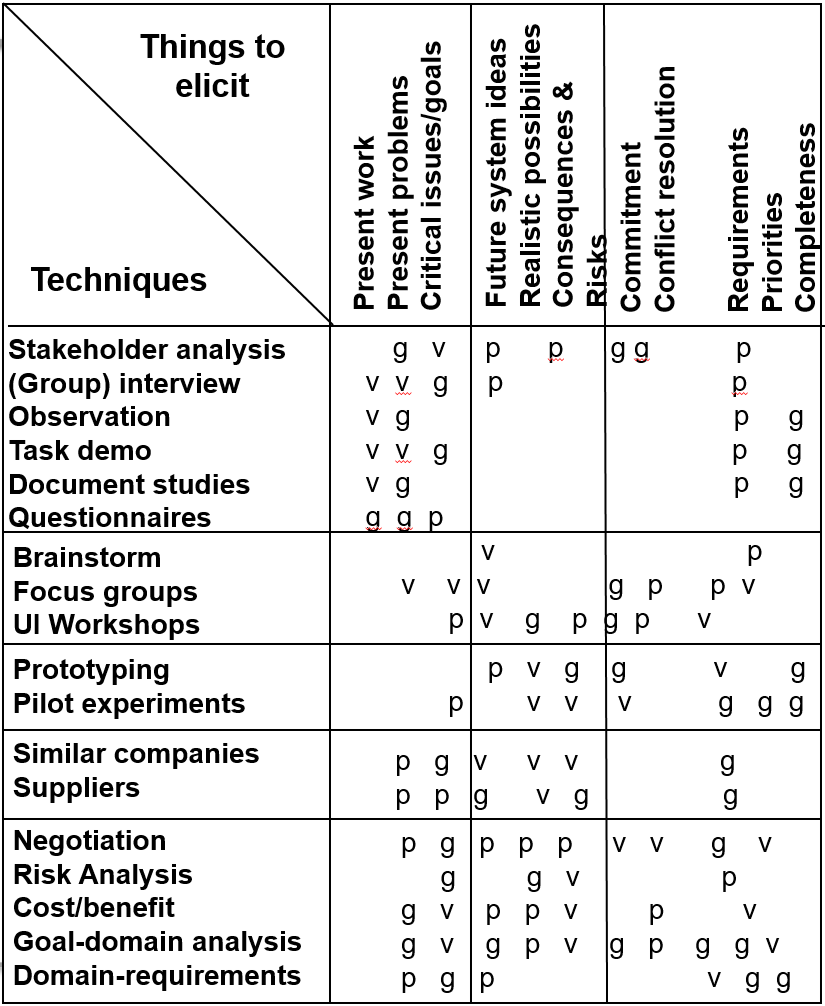 Things to
elicit
Techniques
Present work
Present problems
Critical issues/goals
Future system ideas
Realistic possibilities
Consequences &
Risks
Commitment
Conflict resolution
Requirements
Priorities
Completeness
Stakeholder analysis g v p p g g p
(Group) interview v v g p p
Observation v g p g
Task demo v v g p g
Document studies v g p g
Questionnaires g g p
Brainstorm v p
Focus groups v v v g p p v
UI Workshops p v g p g p v
Prototyping p v g g v g
Pilot experiments p v v v g g g
Similar companies p g v v v g
Suppliers p p g v g g
Negotiation p g p p p v v g v
Risk Analysis g g v p
Cost/benefit g v p p v p v
Goal-domain analysis g v g p v g p g g v
Domain-requirements p g p v g g